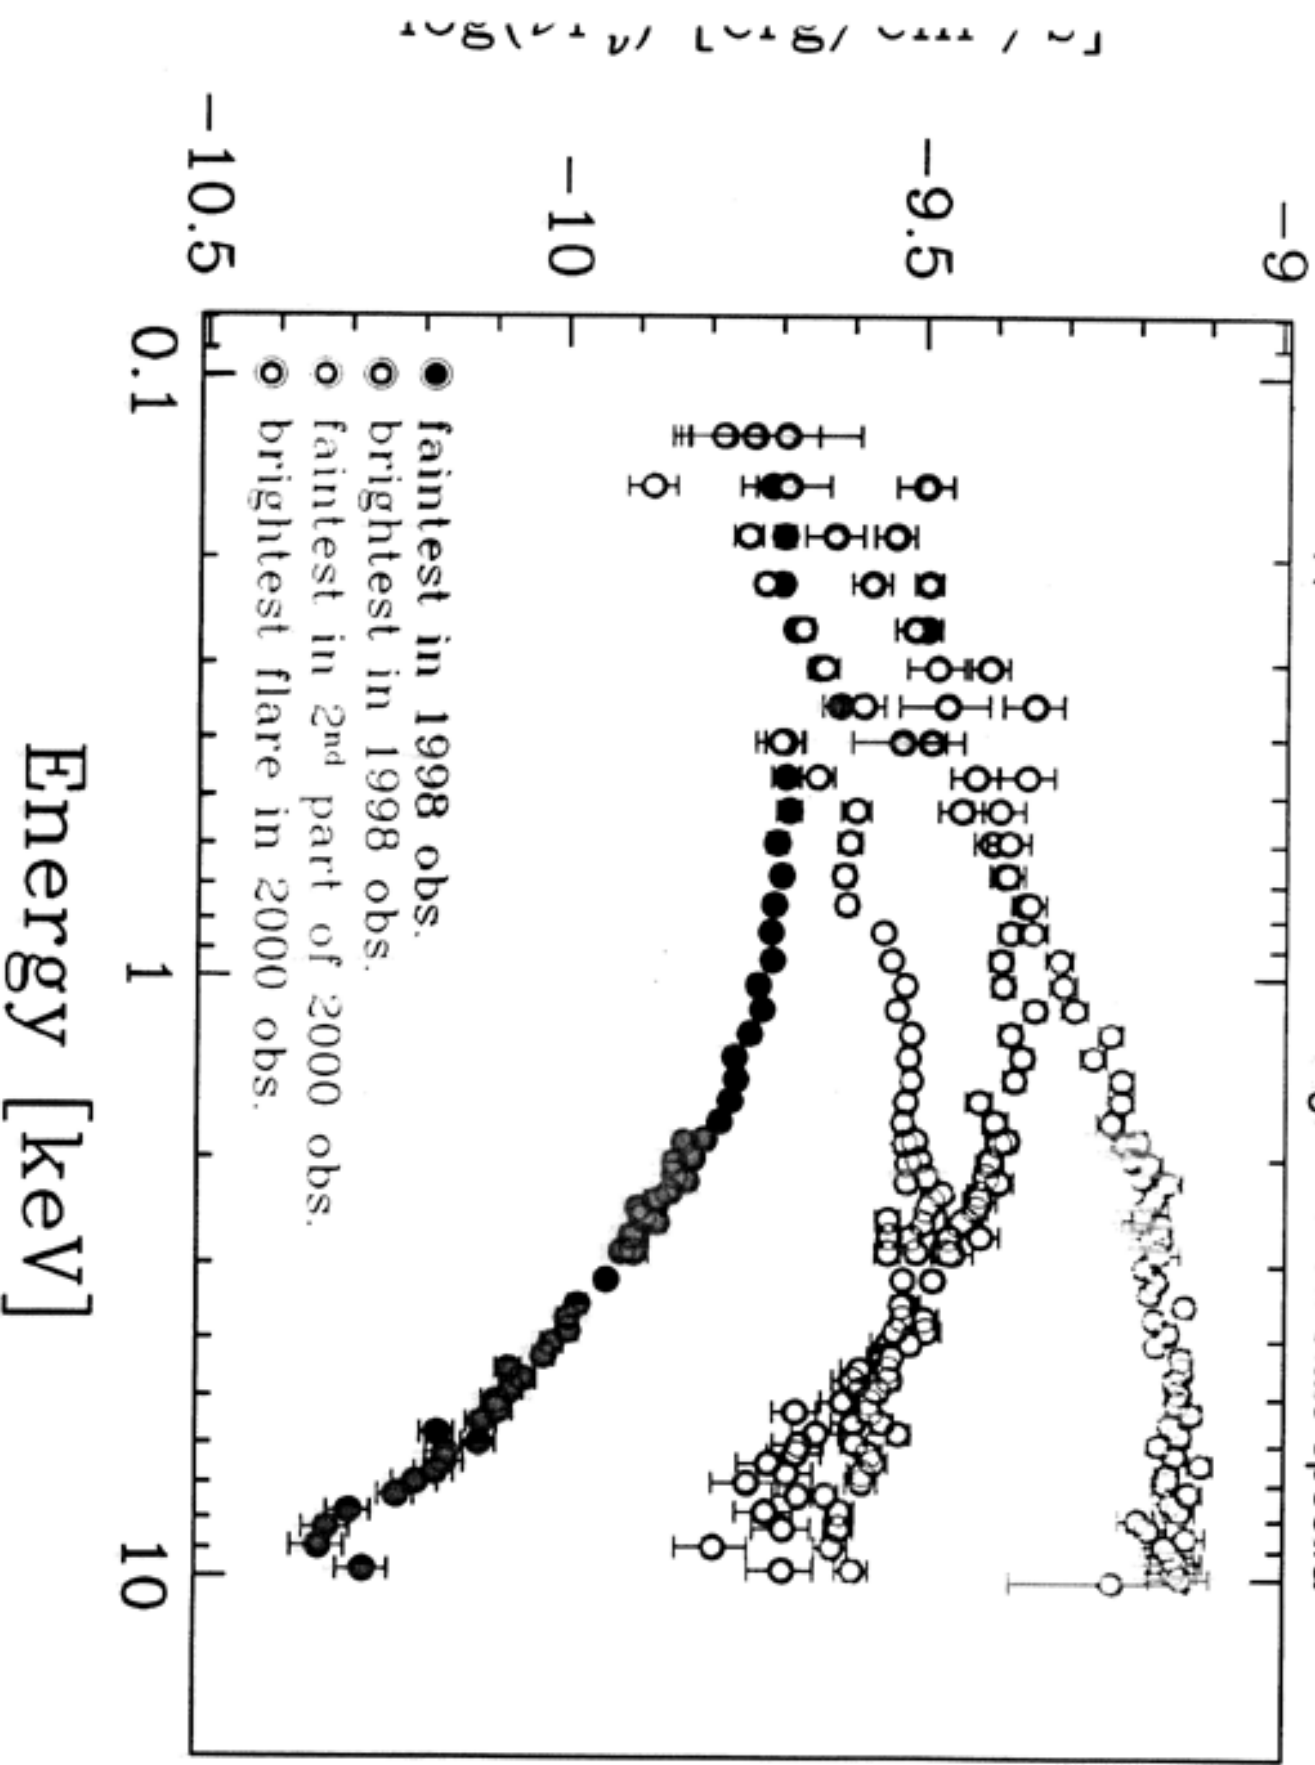 -9
-9.5
-10
-10.5
faintest in 1998 obs.
brightest in 1998 obs.
faintest in 2nd part of 2000 obs.
brightest flare in 2000 obs.
0.1
1
10
Energy [keV]